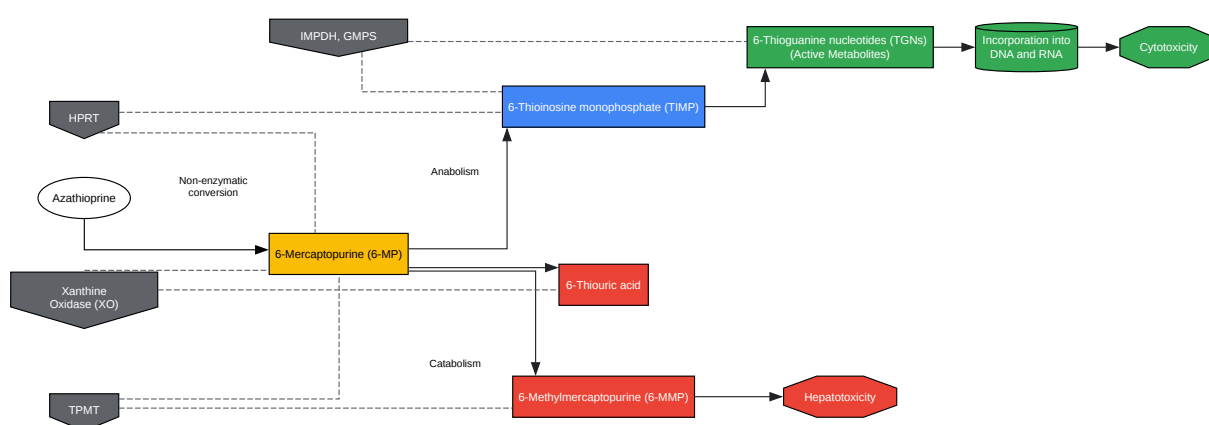 IMPDH, GMPS
6-Thioguanine nucleotides (TGNs)
(Active Metabolites)
Incorporation into
DNA and RNA
Cytotoxicity
6-Thioinosine monophosphate (TIMP)
HPRT
Anabolism
Non-enzymatic
conversion
Azathioprine
6-Mercaptopurine (6-MP)
6-Thiouric acid
Xanthine
Oxidase (XO)
Catabolism
6-Methylmercaptopurine (6-MMP)
Hepatotoxicity
TPMT